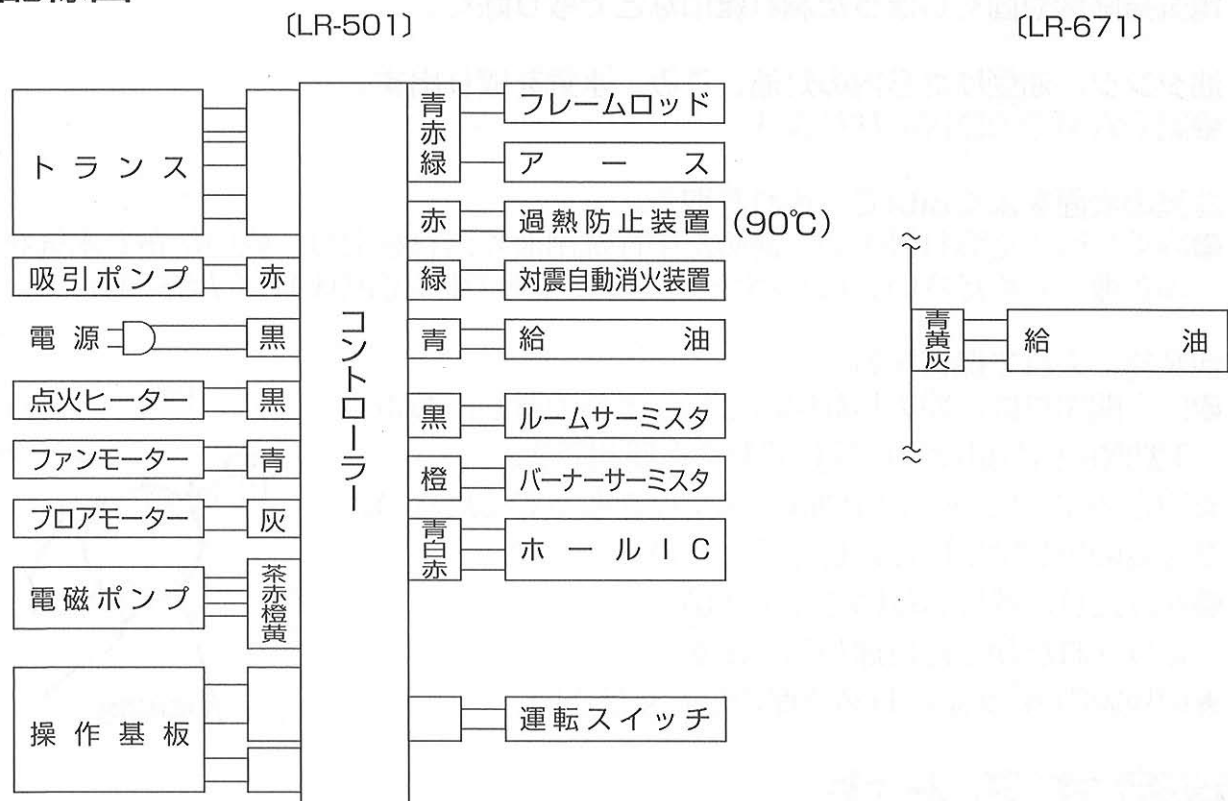 〔LR-501〕
〔LR-671〕
トランス
吸引ポンプ
赤
電源
黒
点火ヒーター
黒
ファンモーター
青
ブロアモーター
灰
電磁ポンプ
茶赤橙黄
操作基板
コントローラー
青赤緑
フレームロッド
アース
赤
過熱防止装置
(90℃)
緑
対震自動消火装置
青
給油
黒
ルームサーミスタ
橙
バーナーサーミスタ
青白赤
ホールIC
運転スイッチ
青黄灰
給油